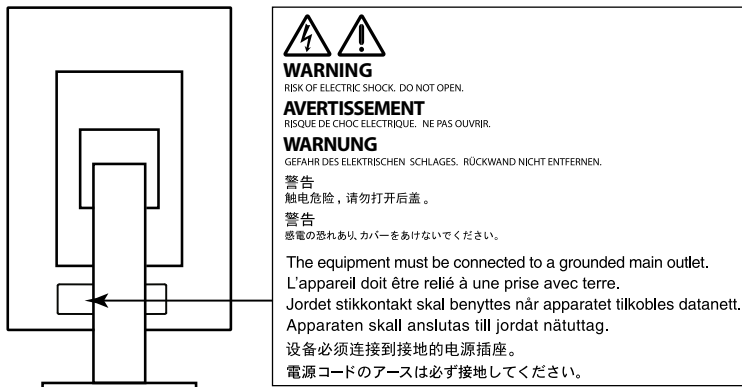 WARNING
RISK OF ELECTRIC SHOCK. DO NOT OPEN.
AVERTISSEMENT
RISQUE DE CHOC ELECTRIQUE. NE PAS OUVRIR.
WARNUNG
GEFAHR DES ELEKTRISCHEN SCHLAGES. RÜCKWAND NICHT ENTFERNEN.
警告
触电危险，请勿打开后盖。
警告
感電の恐れあり、カバーをあけないでください。
The equipment must be connected to a grounded main outlet.
L'appareil doit être relié à une prise avec terre.
Jordet stikkontakt skal benyttes når apparatet tilkobles datanett.
Apparaten skall anslutas till jordat nätuttag.
设备必须连接到接地的电源插座。
電源コードのアースは必ず接地してください。